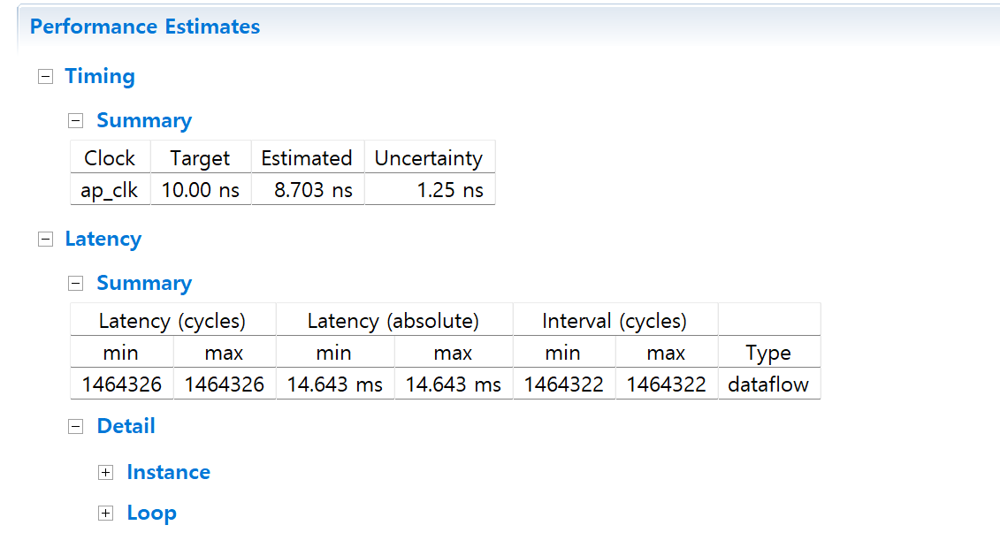 Performance Estimates
Timing
Summary
Clock Target Estimated Uncertainty
ap_clk 10.00 ns 8.703 ns 1.25 ns
Latency
Summary
Latency (cycles) Latency (absolute) Interval (cycles)
min max min max min max Type
1464326 1464326 14.643 ms 14.643 ms 1464322 1464322 dataflow
Detail
Instance
Loop